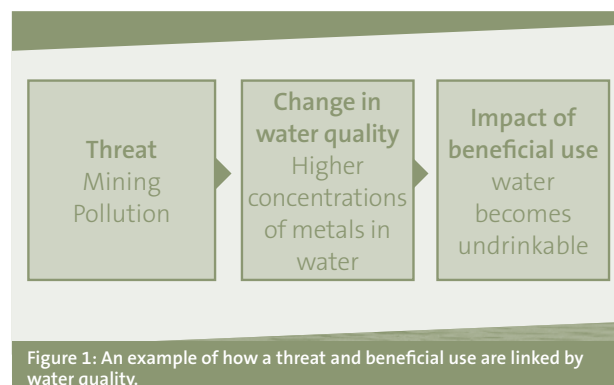 Threat
Mining
Pollution
Change in
water quality
Higher
concentrations
of metals in
water
Impact of
beneficial use
water
becomes
undrinkable
Figure 1: An example of how a threat and beneficial use are linked by
water quality.